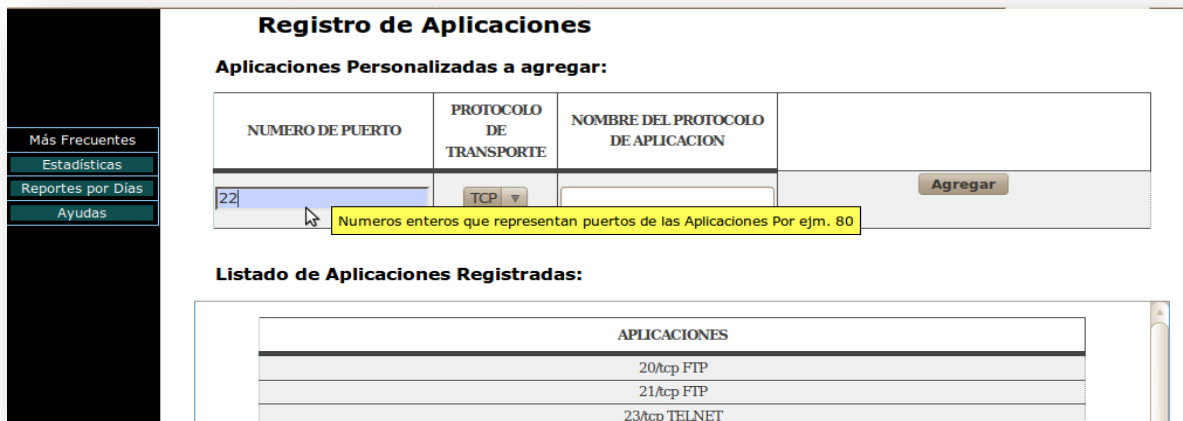 Registro de Aplicaciones
Aplicaciones Personalizadas a agregar:
Más Frecuentes
Estadísticas
Reportes por Días
Ayudas
NUMERO DE PUERTO
PROTOCOLO
DE
TRANSPORTE
NOMBRE DEL PROTOCOLO
DE APLICACION
22
TCP
Agregar
Numeros enteros que representan puertos de las Aplicaciones Por ejm. 80
Listado de Aplicaciones Registradas:
APLICACIONES
20/tcp FTP
21/tcp FTP
23/tcp TELNET